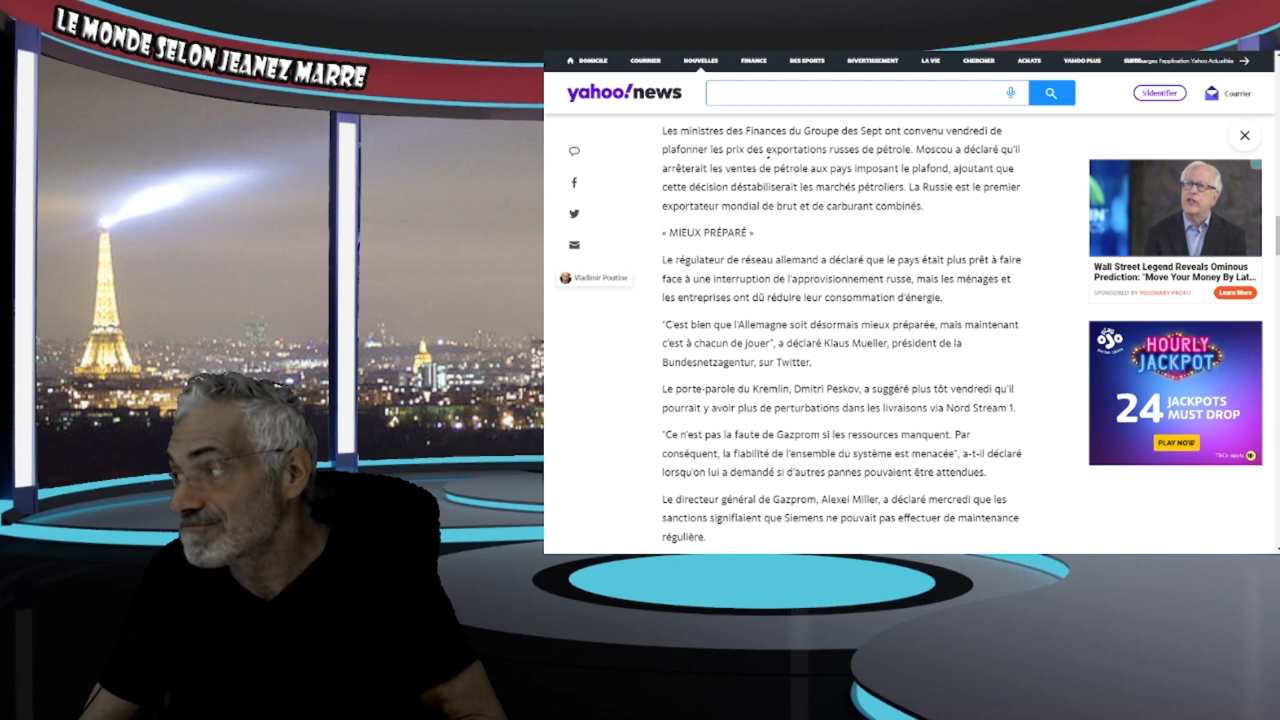 LE MONDE SELON JEANEZ MARRE
DOMICILE COURRIER NOUVELLES FINANCE DES SPORTS DIVERTISSEMENT LA VIE CHERCHER ACHATS YAHOO PLUS l'application Yahoo Actualités
yahoo!news
S'identifier
Courrier
Les ministres des Finances du Groupe des Sept ont convenu vendredi de
plafonner les prix des exportations russes de pétrole. Moscou a déclaré qu'il
arrêterait les ventes de pétrole aux pays imposant le plafond, ajoutant que
cette décision déstabiliserait les marchés pétroliers. La Russie est le premier
exportateur mondial de brut et de carburant combinés.
« MIEUX PRÉPARÉ »
Le régulateur de réseau allemand a déclaré que le pays était plus prêt à faire
face à une interruption de l'approvisionnement russe, mais les ménages et
les entreprises ont dû réduire leur consommation d'énergie.
"C'est bien que l'Allemagne soit désormais mieux préparée, mais maintenant
c'est à chacun de jouer", a déclaré Klaus Mueller, président de la
Bundesnetzagentur, sur Twitter.
Le porte-parole du Kremlin, Dmitri Peskov, a suggéré plus tôt vendredi qu'il
pourrait y avoir plus de perturbations dans les livraisons via Nord Stream 1.
"Ce n'est pas la faute de Gazprom si les ressources manquent. Par
conséquent, la fiabilité de l'ensemble du système est menacée", a-t-il déclaré
lorsqu'on lui a demandé si d'autres pannes pouvaient être attendues.
Le directeur général de Gazprom, Alexei Miller, a déclaré mercredi que les
sanctions signifiaient que Siemens ne pouvait pas effectuer de maintenance
régulière.
Vladimir Poutine
Wall Street Legend Reveals Ominous
Prediction: "Move Your Money By Lat...
SPONSORED BY VISIONARY PROFIT
Learn More
play
OJO
HOURLY
JACKPOT
24 JACKPOTS
MUST DROP
PLAY NOW
T&Cs apply. 18+